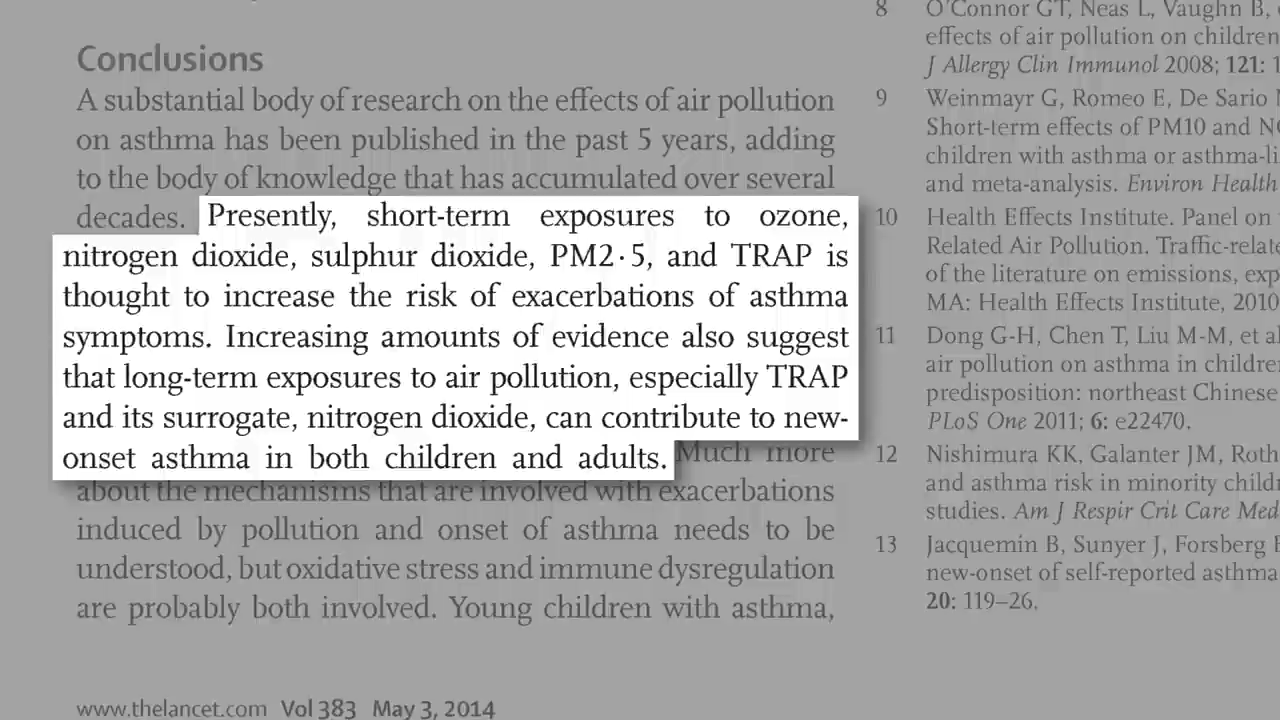 Conclusions
A substantial body of research on the effects of air pollution
on asthma has been published in the past 5 years, adding
to the body of knowledge that has accumulated over several
decades. Presently, short-term exposures to ozone,
nitrogen dioxide, sulphur dioxide, PM2·5, and TRAP is
thought to increase the risk of exacerbations of asthma
symptoms. Increasing amounts of evidence also suggest
that long-term exposures to air pollution, especially TRAP
and its surrogate, nitrogen dioxide, can contribute to new-
onset asthma in both children and adults. Much more
about the mechanisms that are involved with exacerbations
induced by pollution and onset of asthma needs to be
understood, but oxidative stress and immune dysregulation
are probably both involved. Young children with asthma,
www.thelancet.com Vol 383 May 3, 2014
8 O'Connor GT, Neas L, Vaughn B,
effects of air pollution on children
J Allergy Clin Immunol 2008; 121:
9 Weinmayr G, Romeo E, De Sario
Short-term effects of PM10 and
children with asthma or
and meta-analysis. Environ Health
10 Health Effects Institute. Panel on
Related Air Pollution.
of the literature on emissions,
MA: Health Effects Institute, 2010
11 Dong G-H, Chen T, Liu M-M, et
air pollution on asthma in children
predisposition: northeast Chinese
PLoS One 2011; 6: e22470.
12 Nishimura KK, Galanter JM, Roth
and asthma risk in minority
studies. Am J Respir Crit Care Med
13 Jacquemin B, Sunyer J, Forsberg
new-onset of self-reported asthma
20: 119–26.